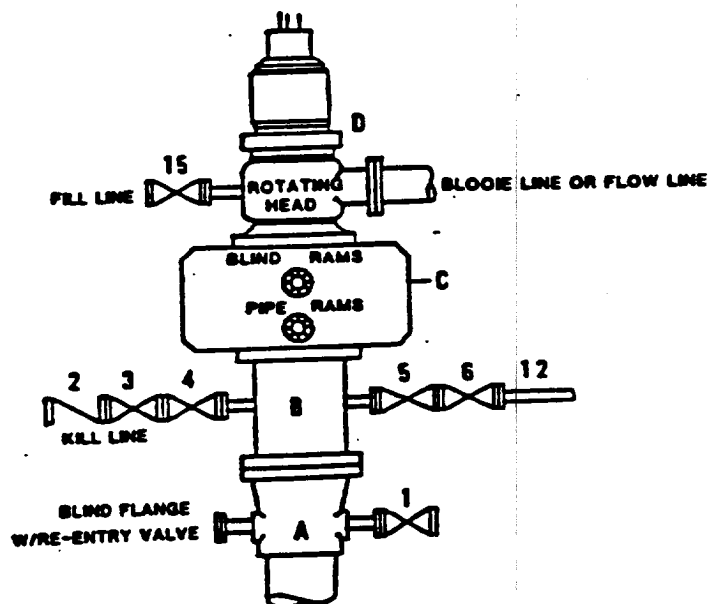 D
15
FILL LINE
ROTATING HEAD
BLOOIE LINE OR FLOW LINE
BLIND RAMS
C
PIPE RAMS
2 3 4
5 6 12
KILL LINE
B
1
BLIND FLANGE
W/RE-ENTRY VALVE
A